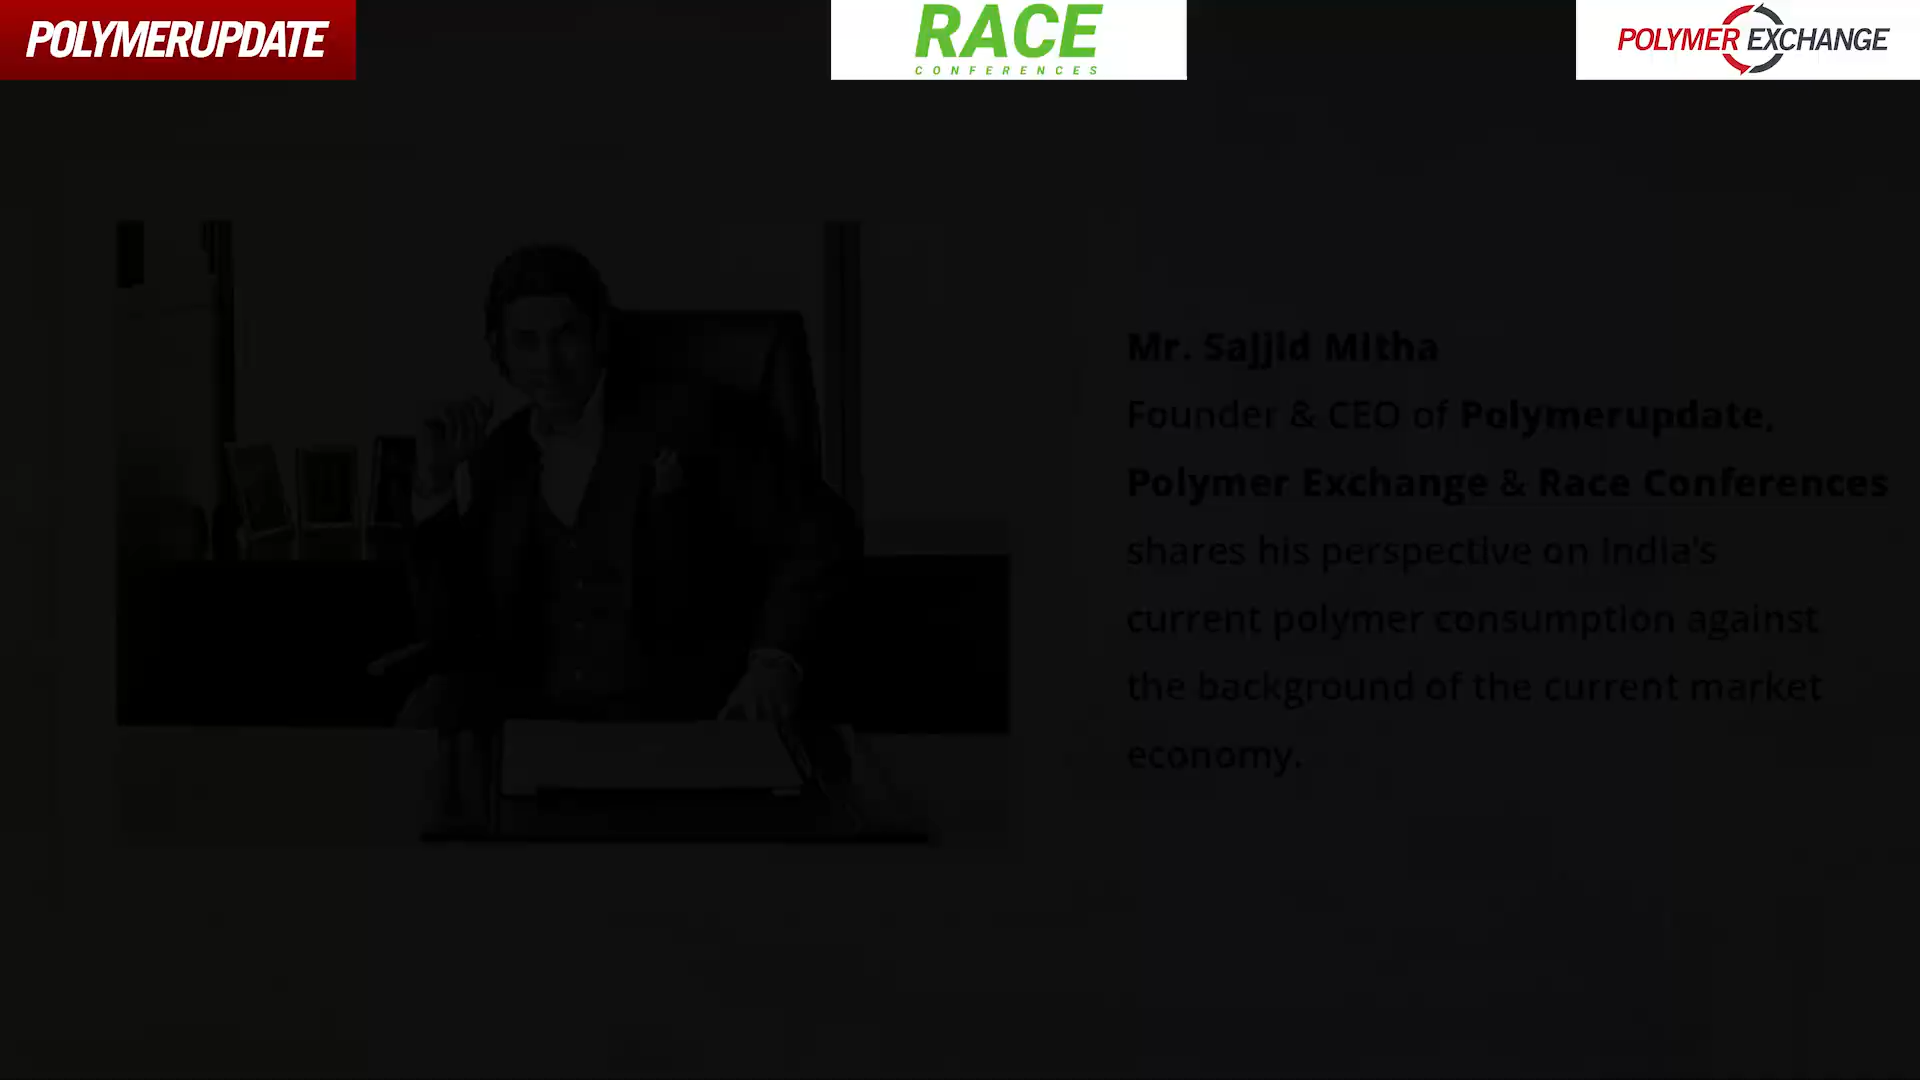 POLYMERUPDATE
RACE
CONFERENCES
POLYMER EXCHANGE
Mr. Sajjid Mitha
Founder & CEO of Polymerupdate,
Polymer Exchange & Race Conferences
shares his perspective on India's
current polymer consumption against
the background of the current market
economy.